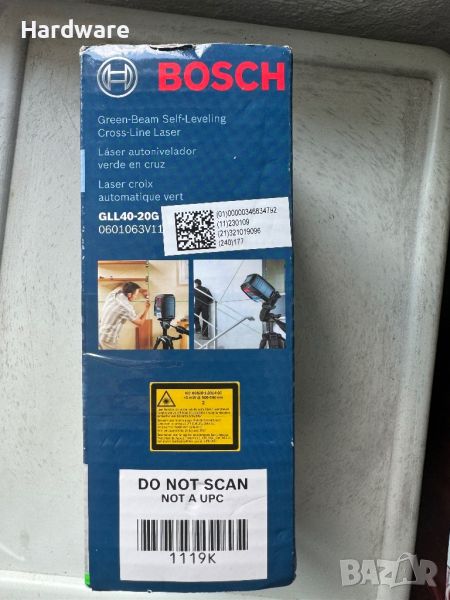 Hardware
BOSCH
Green-Beam Self-Leveling
Cross-Line Laser
Láser autonivelador
verde en cruz
Laser croix
automatique vert
GLL40-20G
0601063V11
(01)00000346634792
(11)230109
(21)321019096
(240)177
DO NOT SCAN
NOT A UPC
1119K
BAZAR